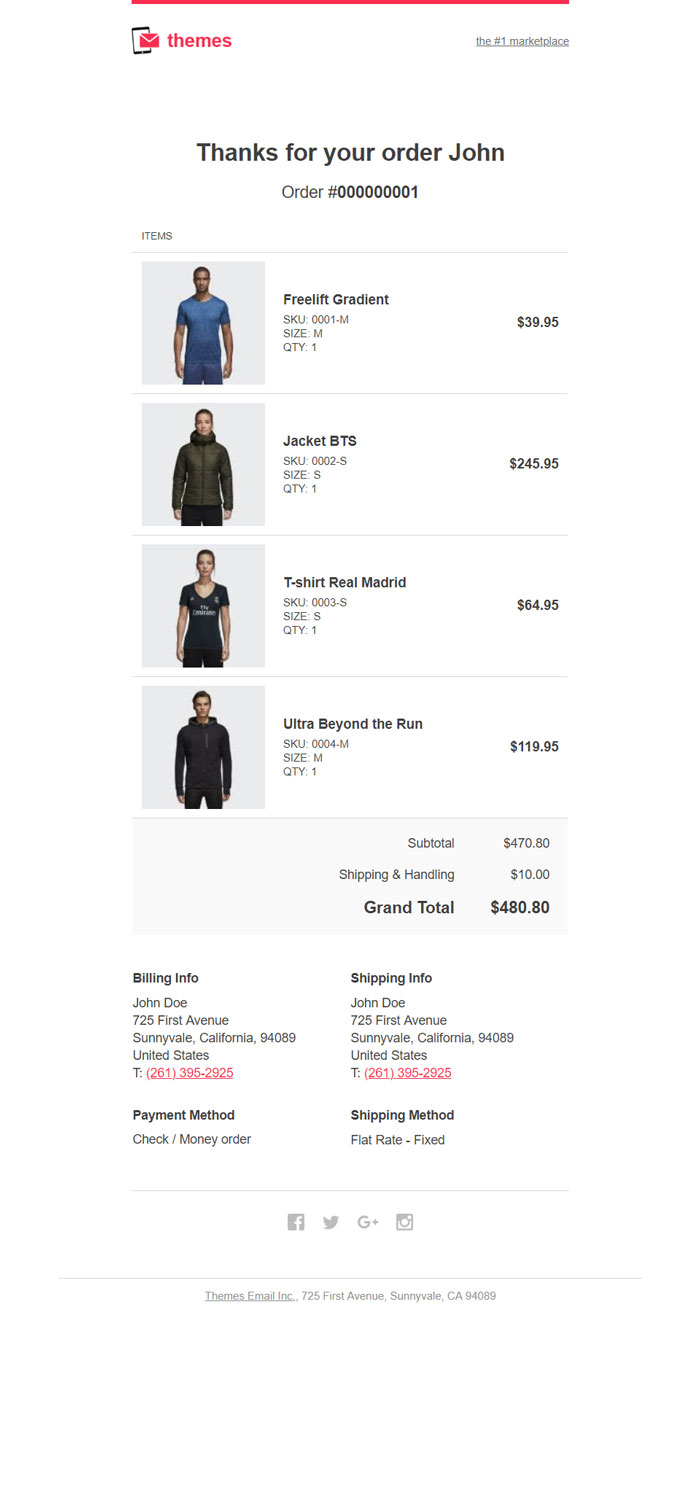 themes
the #1 marketplace
Thanks for your order John
Order #000000001
ITEMS
Freelift Gradient
SKU: 0001-M
SIZE: M
QTY: 1
$39.95
Jacket BTS
SKU: 0002-S
SIZE: S
QTY: 1
$245.95
Fly
Emirates
T-shirt Real Madrid
SKU: 0003-S
SIZE: S
QTY: 1
$64.95
Ultra Beyond the Run
SKU: 0004-M
SIZE: M
QTY: 1
$119.95
Subtotal $470.80
Shipping & Handling $10.00
Grand Total $480.80
Billing Info
John Doe
725 First Avenue
Sunnyvale, California, 94089
United States
T: (261) 395-2925
Shipping Info
John Doe
725 First Avenue
Sunnyvale, California, 94089
United States
T: (261) 395-2925
Payment Method
Check / Money order
Shipping Method
Flat Rate - Fixed
Themes Email Inc., 725 First Avenue, Sunnyvale, CA 94089